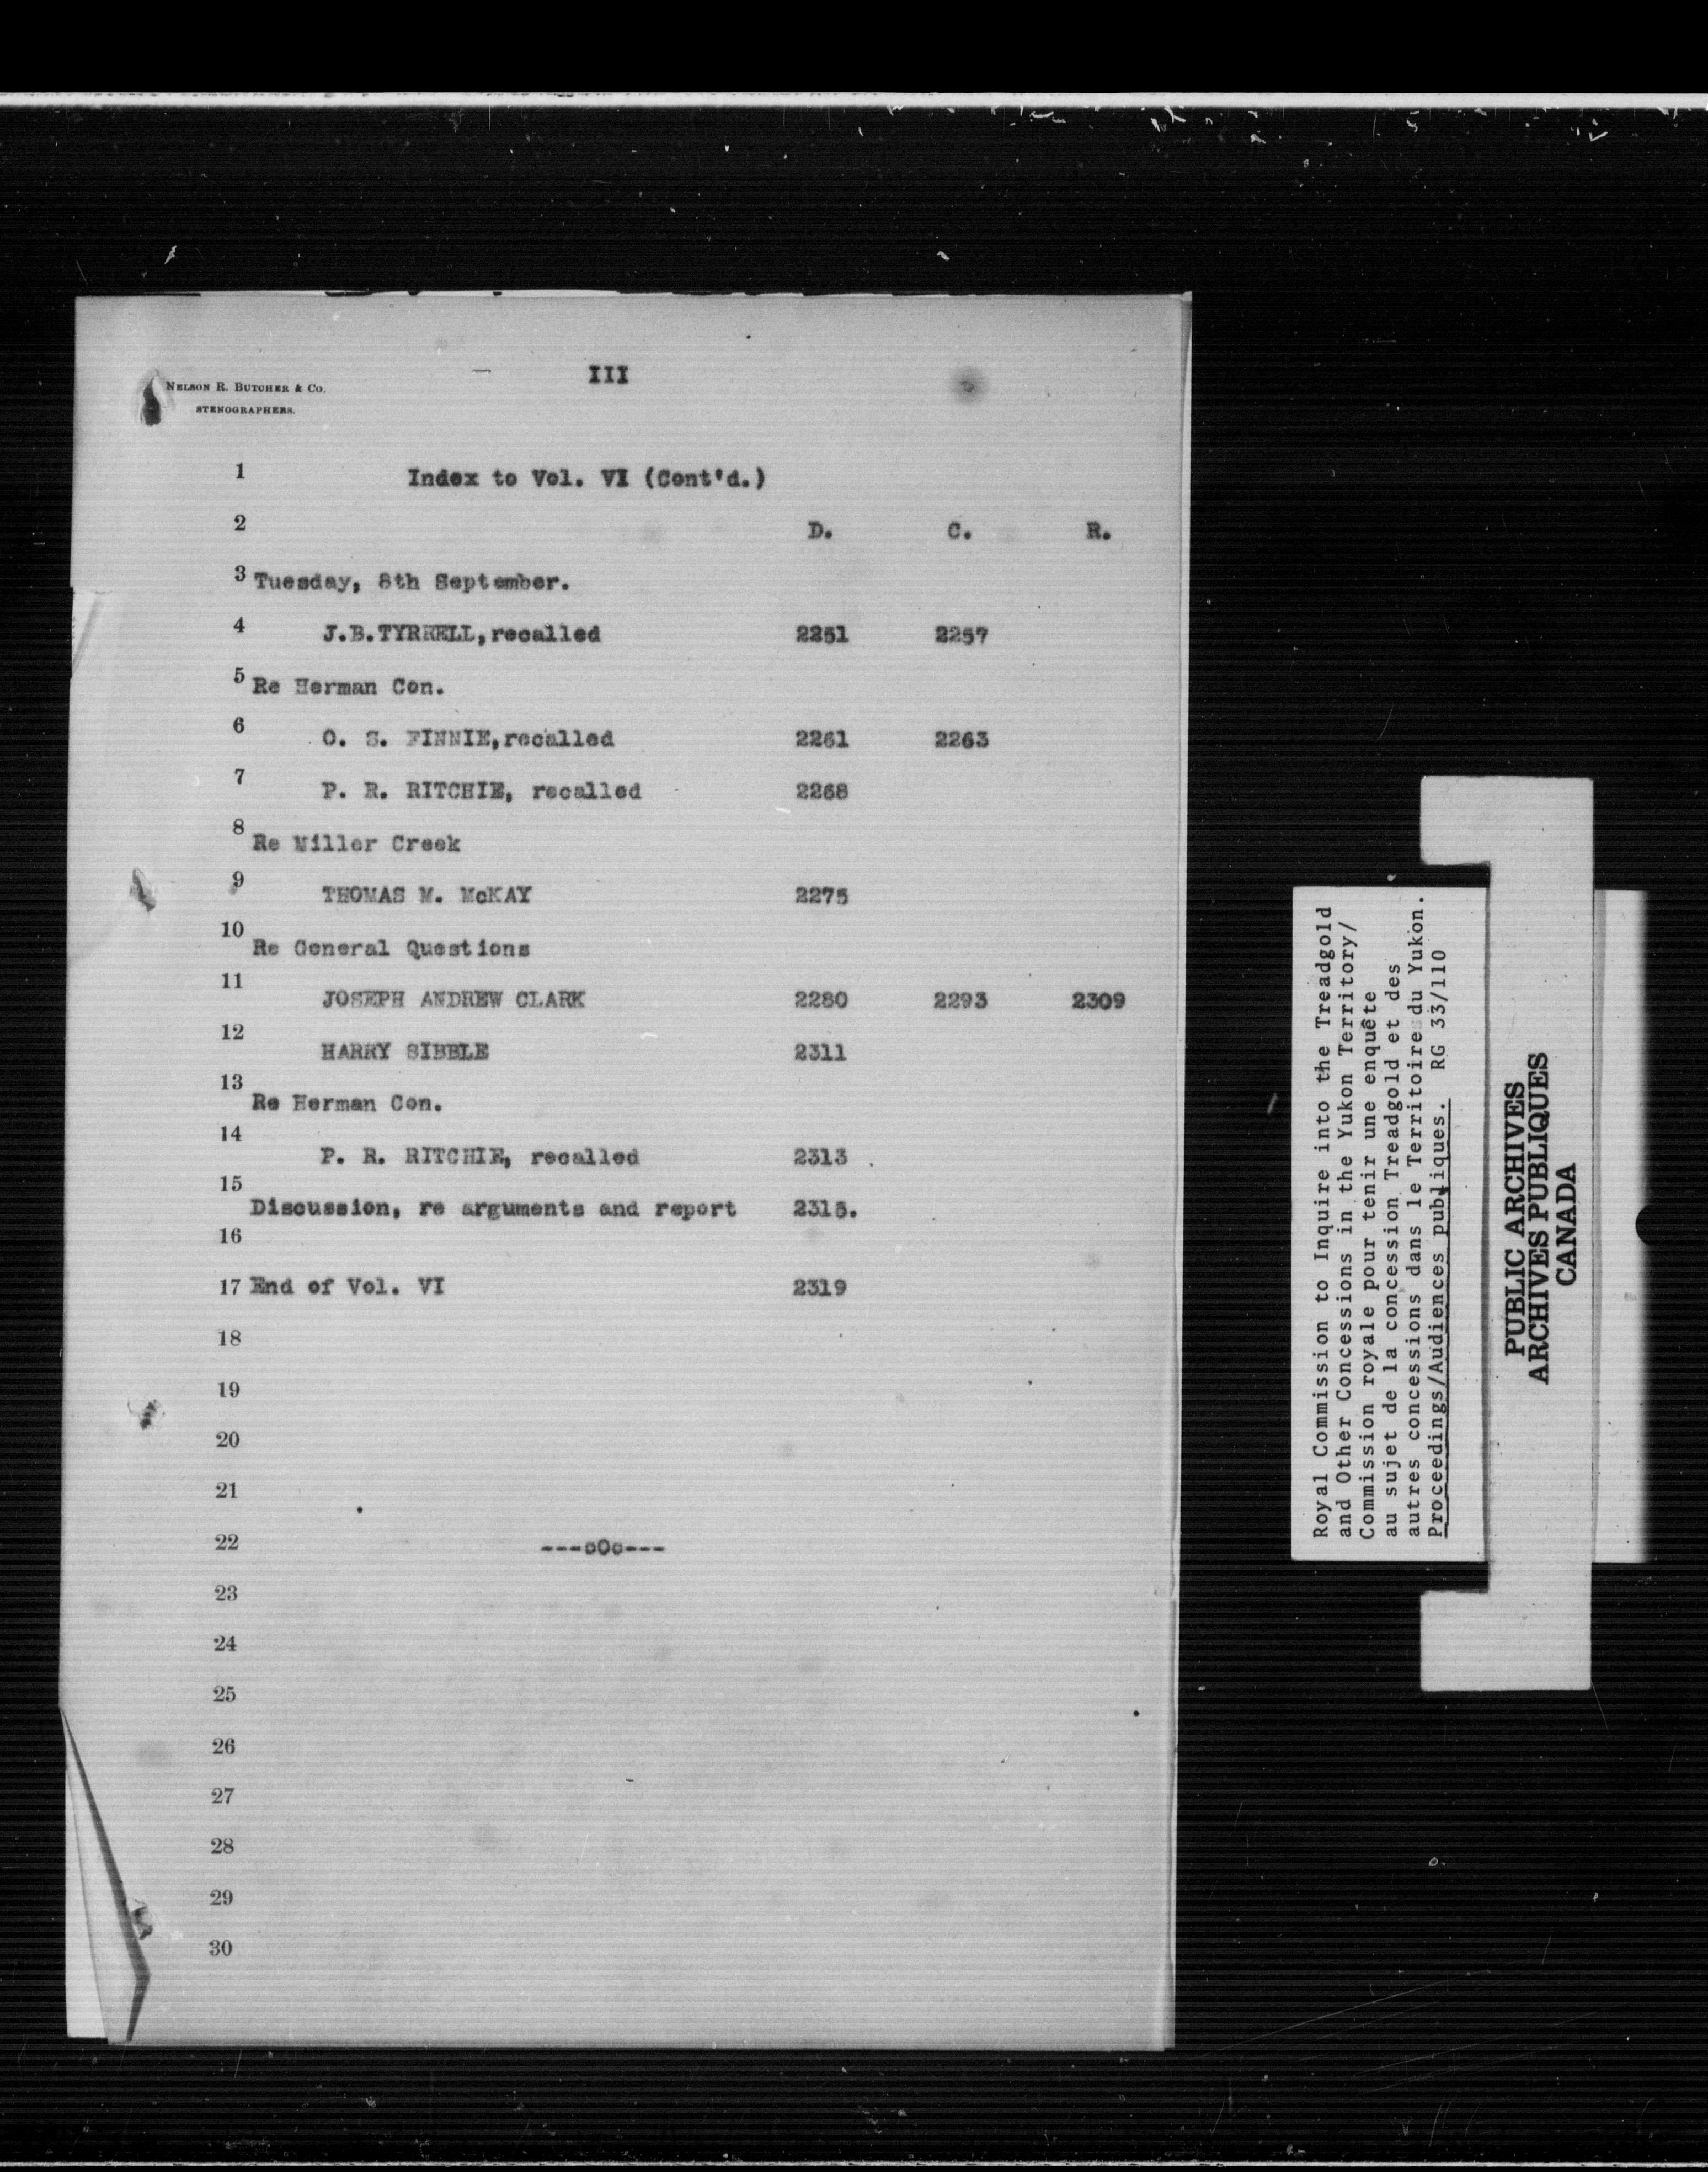 III
NELSON R. BUTCHER & CO.
STENOGRAPHERS.
1 Index to Vol. VI (Cont'd.)
2 D. C. R.
3 Tuesday, 8th September.
4 J.B.TYRRELL,recalled 2251 2257
5 Re Herman Con.
6 O. S. FINNIE,recalled 2261 2263
7 P. R. RITCHIE, recalled 2268
8 Re Miller Creek
9 THOMAS M. McKAY 2275
10 Re General Questions
11 JOSEPH ANDREW CLARK 2280 2293 2309
12 HARRY SIBELE 2311
13 Re Herman Con.
14 P. R. RITCHIE, recalled 2313
15 Discussion, re arguments and report 2315.
16
17 End of Vol. VI 2319
18
19
20
21
22 ---oOo---
23
24
25
26
27
28
29
30
Royal Commission to Inquire into the Treadgold
and Other Concessions in the Yukon Territory/
Commission royale pour tenir une enquête
au sujet de la concession Treadgold et des
autres concessions dans le Territoire du Yukon.
Proceedings/Audiences publiques. RG 33/110
PUBLIC ARCHIVES
ARCHIVES PUBLIQUES
CANADA